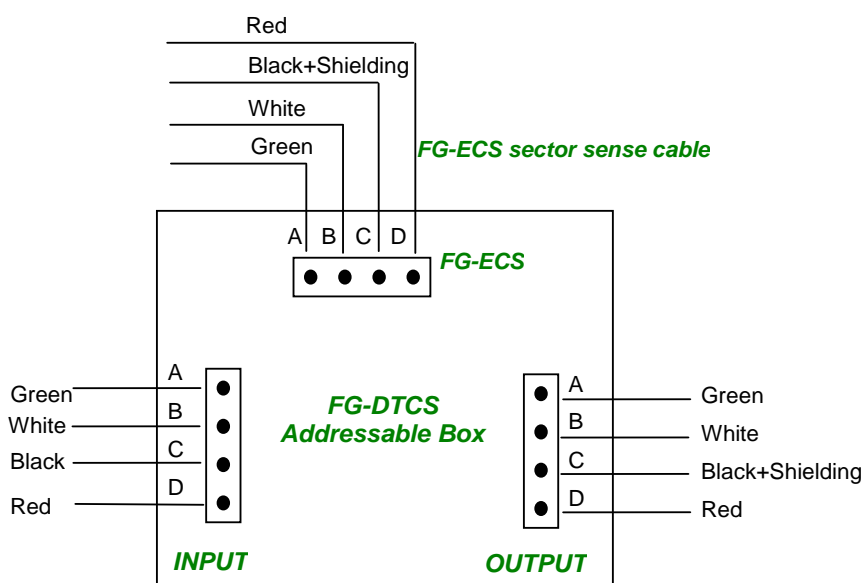 Red
Black+Shielding
White
Green
FG-ECS sector sense cable
A B C D
FG-ECS
A
Green
B
White
C
Black
D
Red
INPUT
FG-DTCS
Addressable Box
A
Green
B
White
C
Black+Shielding
D
Red
OUTPUT